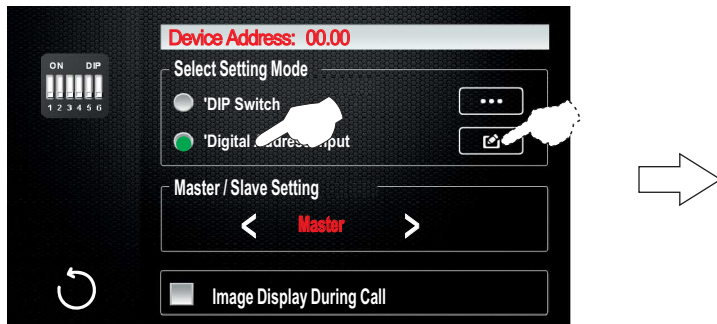 Device Address: 00.00
ON DIP
1 2 3 4 5 6
Select Setting Mode
'DIP Switch
'Digital
Master / Slave Setting
< Master >
Image Display During Call